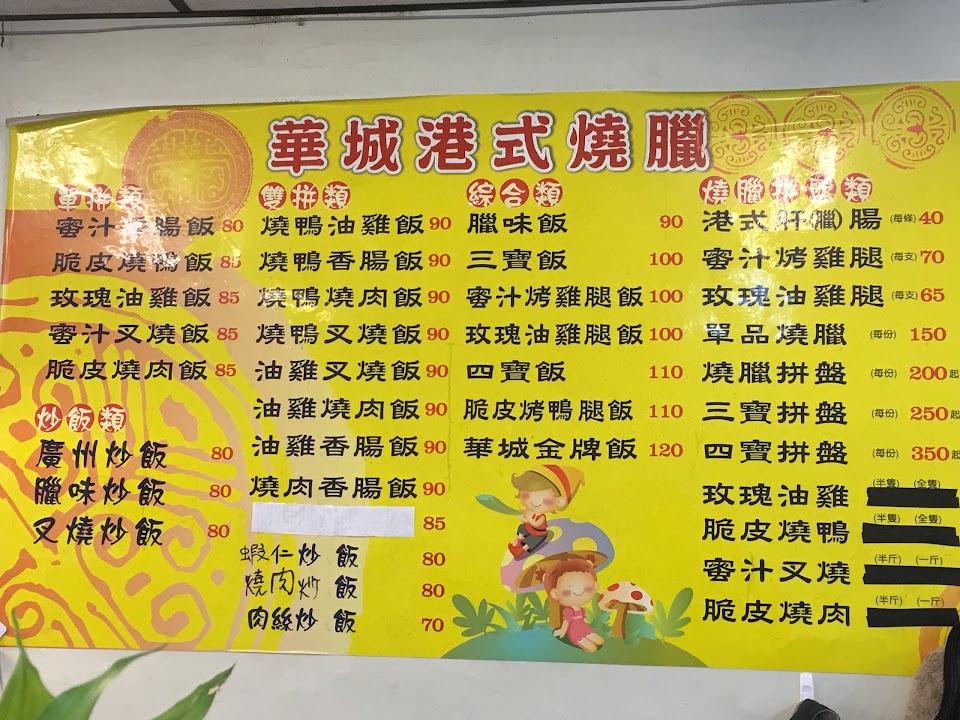 華城港式燒臘
單拼類
蜜汁香腸飯 80
脆皮燒鴨飯 85
玫瑰油雞飯 85
蜜汁叉燒飯 85
脆皮燒肉飯 85
炒飯類
廣州炒飯 80
臘味炒飯 80
叉燒炒飯 80
雙拼類
燒鴨油雞飯 90
燒鴨香腸飯 90
燒鴨燒肉飯 90
燒鴨叉燒飯 90
油雞叉燒飯 90
油雞燒肉飯 90
油雞香腸飯 90
燒肉香腸飯 90
85
蝦仁炒飯 80
燒肉炒飯 80
肉絲炒飯 70
綜合類
臘味飯 90
三寶飯 100
蜜汁烤雞腿飯 100
玫瑰油雞腿飯 100
四寶飯 110
脆皮烤鴨腿飯 110
華城金牌飯 120
燒臘拼盤類
港式肝(臘)腸 (每條) 40
蜜汁烤雞腿 (每支) 70
玫瑰油雞腿 (每支) 65
單品燒臘 (每份) 150
燒臘拼盤 (每份) 200起
三寶拼盤 (每份) 250起
四寶拼盤 (每份) 350起
玫瑰油雞 (半隻) (全隻)
脆皮燒鴨 (半隻) (全隻)
蜜汁叉燒 (半斤) (一斤)
脆皮燒肉 (半斤) (一斤)